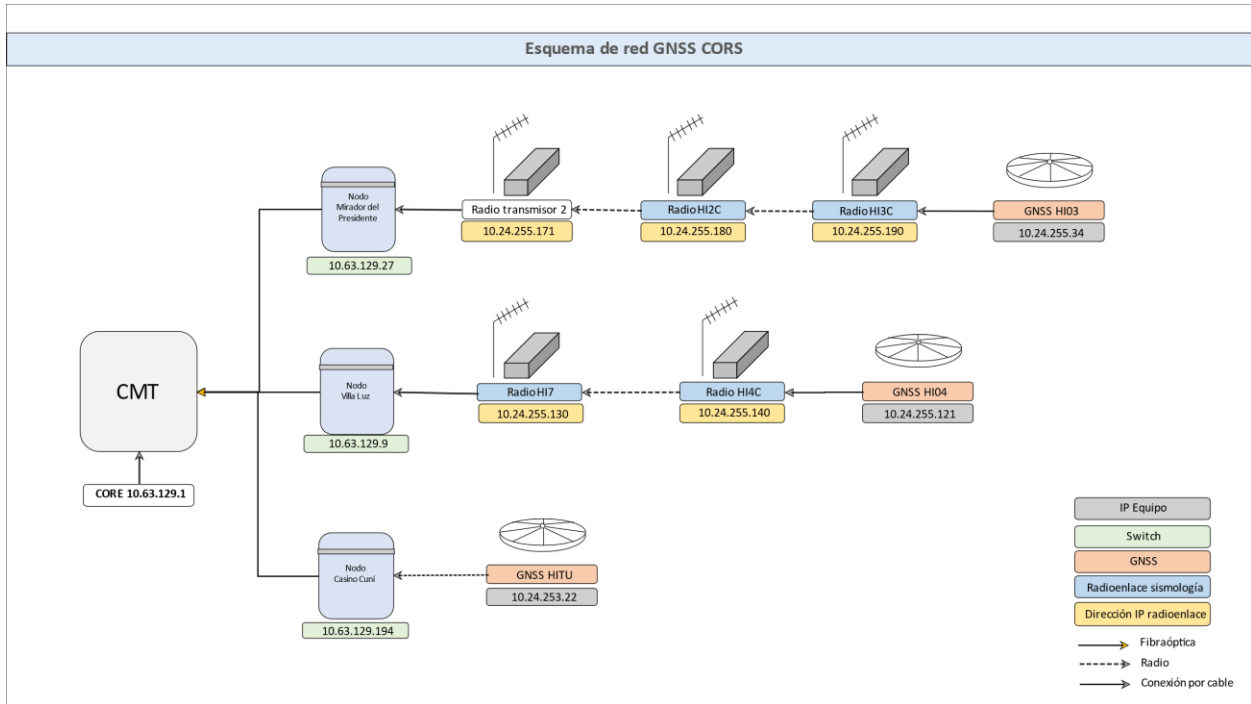 Esquema de red GNSS CORS
Nodo
Mirador del
Presidente
10.63.129.27
Radio transmisor 2
10.24.255.171
Radio HI2C
10.24.255.180
Radio HI3C
10.24.255.190
GNSS HI03
10.24.255.34
CMT
CORE 10.63.129.1
Nodo
Villa Luz
10.63.129.9
Radio HI7
10.24.255.130
Radio HI4C
10.24.255.140
GNSS HI04
10.24.255.121
Nodo
Casino Cuní
10.63.129.194
GNSS HITU
10.24.253.22
IP Equipo
Switch
GNSS
Radioenlace sismología
Dirección IP radioenlace
Fibraóptica
Radio
Conexión por cable